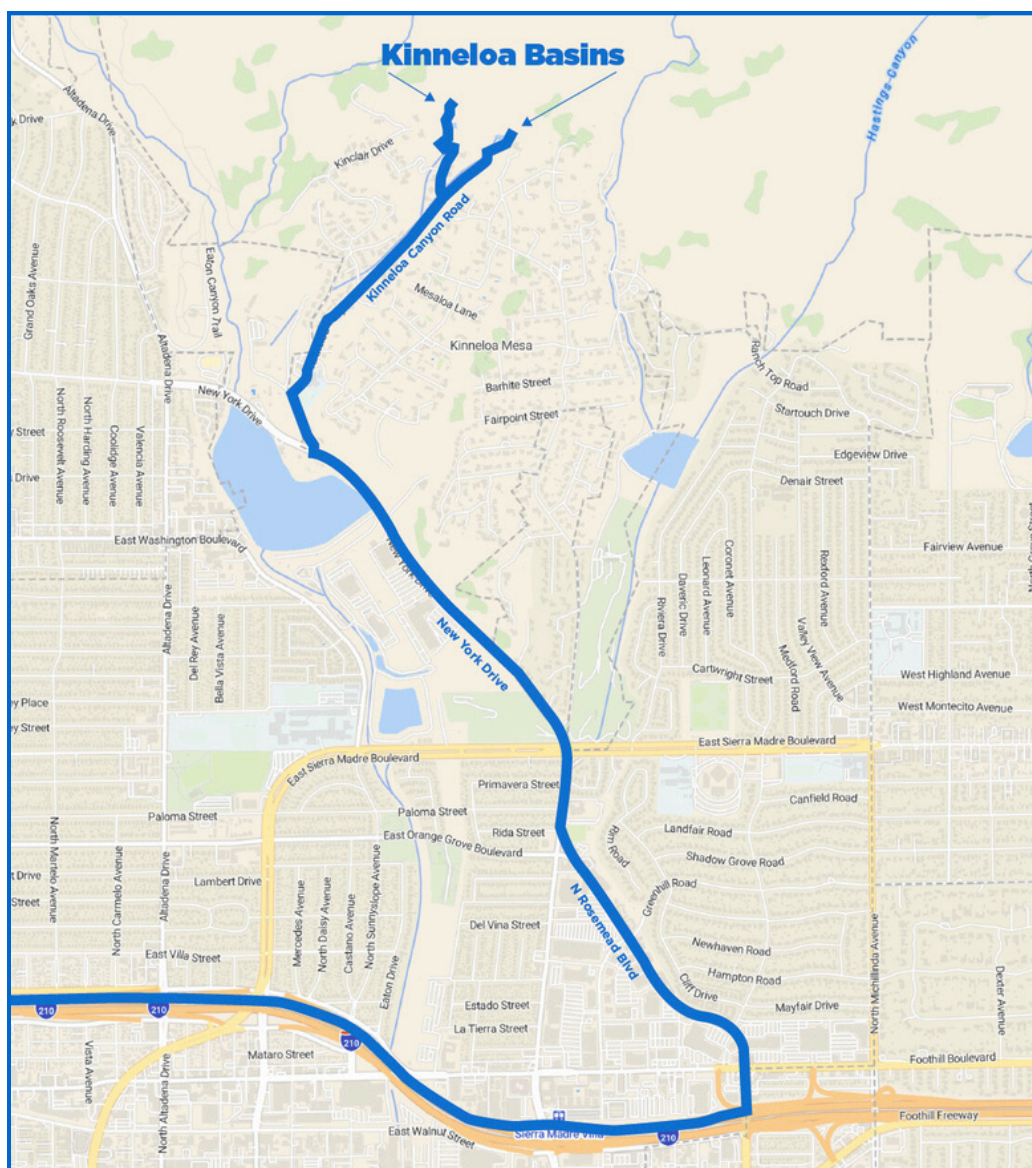 Kinneloa Basins
Altadena Drive
Drive
Kinclair Drive
Hastings-Canyon
Grand Oaks Avenue
Eaton Canyon Trail
Kinneloa Canyon Road
Mesaloa Lane
Altadena Drive
Kinneloa Mesa
Ranch Top Road
New York Drive
Barhite Street
Fairpoint Street
Startouch Drive
Street
North Roosevelt Avenue
North Harding Avenue
Coolidge Avenue
Valencia Avenue
Edgeview Drive
Drive
Denair Street
East Washington Boulevard
New York Drive
Fairview Avenue
Altadena Drive
Del Rey Avenue
Bella Vista Avenue
New York Drive
Riviera Drive
Daveric Drive
Leonard Avenue
Coronet Avenue
Rexford Avenue
Valley View Avenue
Medford Road
Cartwright Street
West Highland Avenue
Place
West Montecito Avenue
Street
East Sierra Madre Boulevard
East Sierra Madre Boulevard
Primavera Street
Canfield Road
Paloma Street
Paloma Street
Rida Street
Rim Road
Landfair Road
East Orange Grove Boulevard
Shadow Grove Road
North Martelo Avenue
North Carmelo Avenue
Altadena Drive
Drive
Lambert Drive
Mercedes Avenue
North Daisy Avenue
Castano Avenue
North Sunnyslope Avenue
Greenhill Road
Street
Del Vina Street
N Rosemead Blvd
Newhaven Road
East Villa Street
Eaton Drive
Hampton Road
Cliff Drive
North Michillinda Avenue
Dexter Avenue
Estado Street
Mayfair Drive
210
210
La Tierra Street
210
Vista Avenue
North Altadena Drive
Mataro Street
Foothill Boulevard
East Walnut Street
Sierra Madre Villa
210
Foothill Freeway